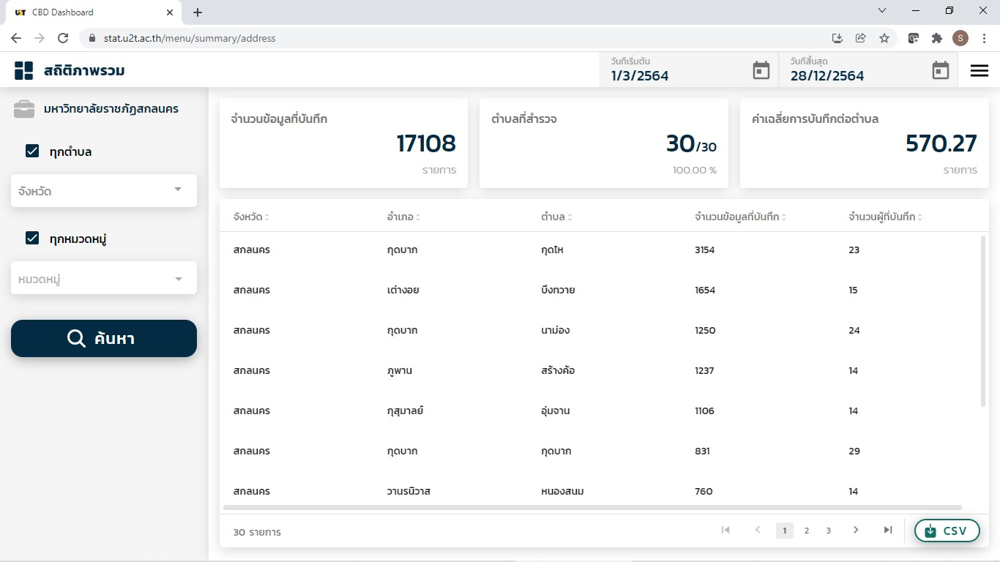 U2T CBD Dashboard
stat.u2t.ac.th/menu/summary/address
S
สถิติภาพรวม
วันที่เริ่มต้น
1/3/2564
วันที่สิ้นสุด
28/12/2564
มหาวิทยาลัยราชภัฏสกลนคร
ทุกตำบล
จังหวัด
ทุกหมวดหมู่
หมวดหมู่
ค้นหา
จำนวนข้อมูลที่บันทึก
17108
รายการ
ตำบลที่สำรวจ
30/30
100.00 %
ค่าเฉลี่ยการบันทึกต่อตำบล
570.27
รายการ
จังหวัด อำเภอ ตำบล จำนวนข้อมูลที่บันทึก จำนวนผู้ที่บันทึก
สกลนคร กุดบาก กุดไห 3154 23
สกลนคร เต่างอย บึงทวาย 1654 15
สกลนคร กุดบาก นาม่อง 1250 24
สกลนคร ภูพาน สร้างค้อ 1237 14
สกลนคร กุสุมาลย์ อุ่มจาน 1106 14
สกลนคร กุดบาก กุดบาก 831 29
สกลนคร วานรนิวาส หนองสนม 760 14
30 รายการ
1 2 3
CSV